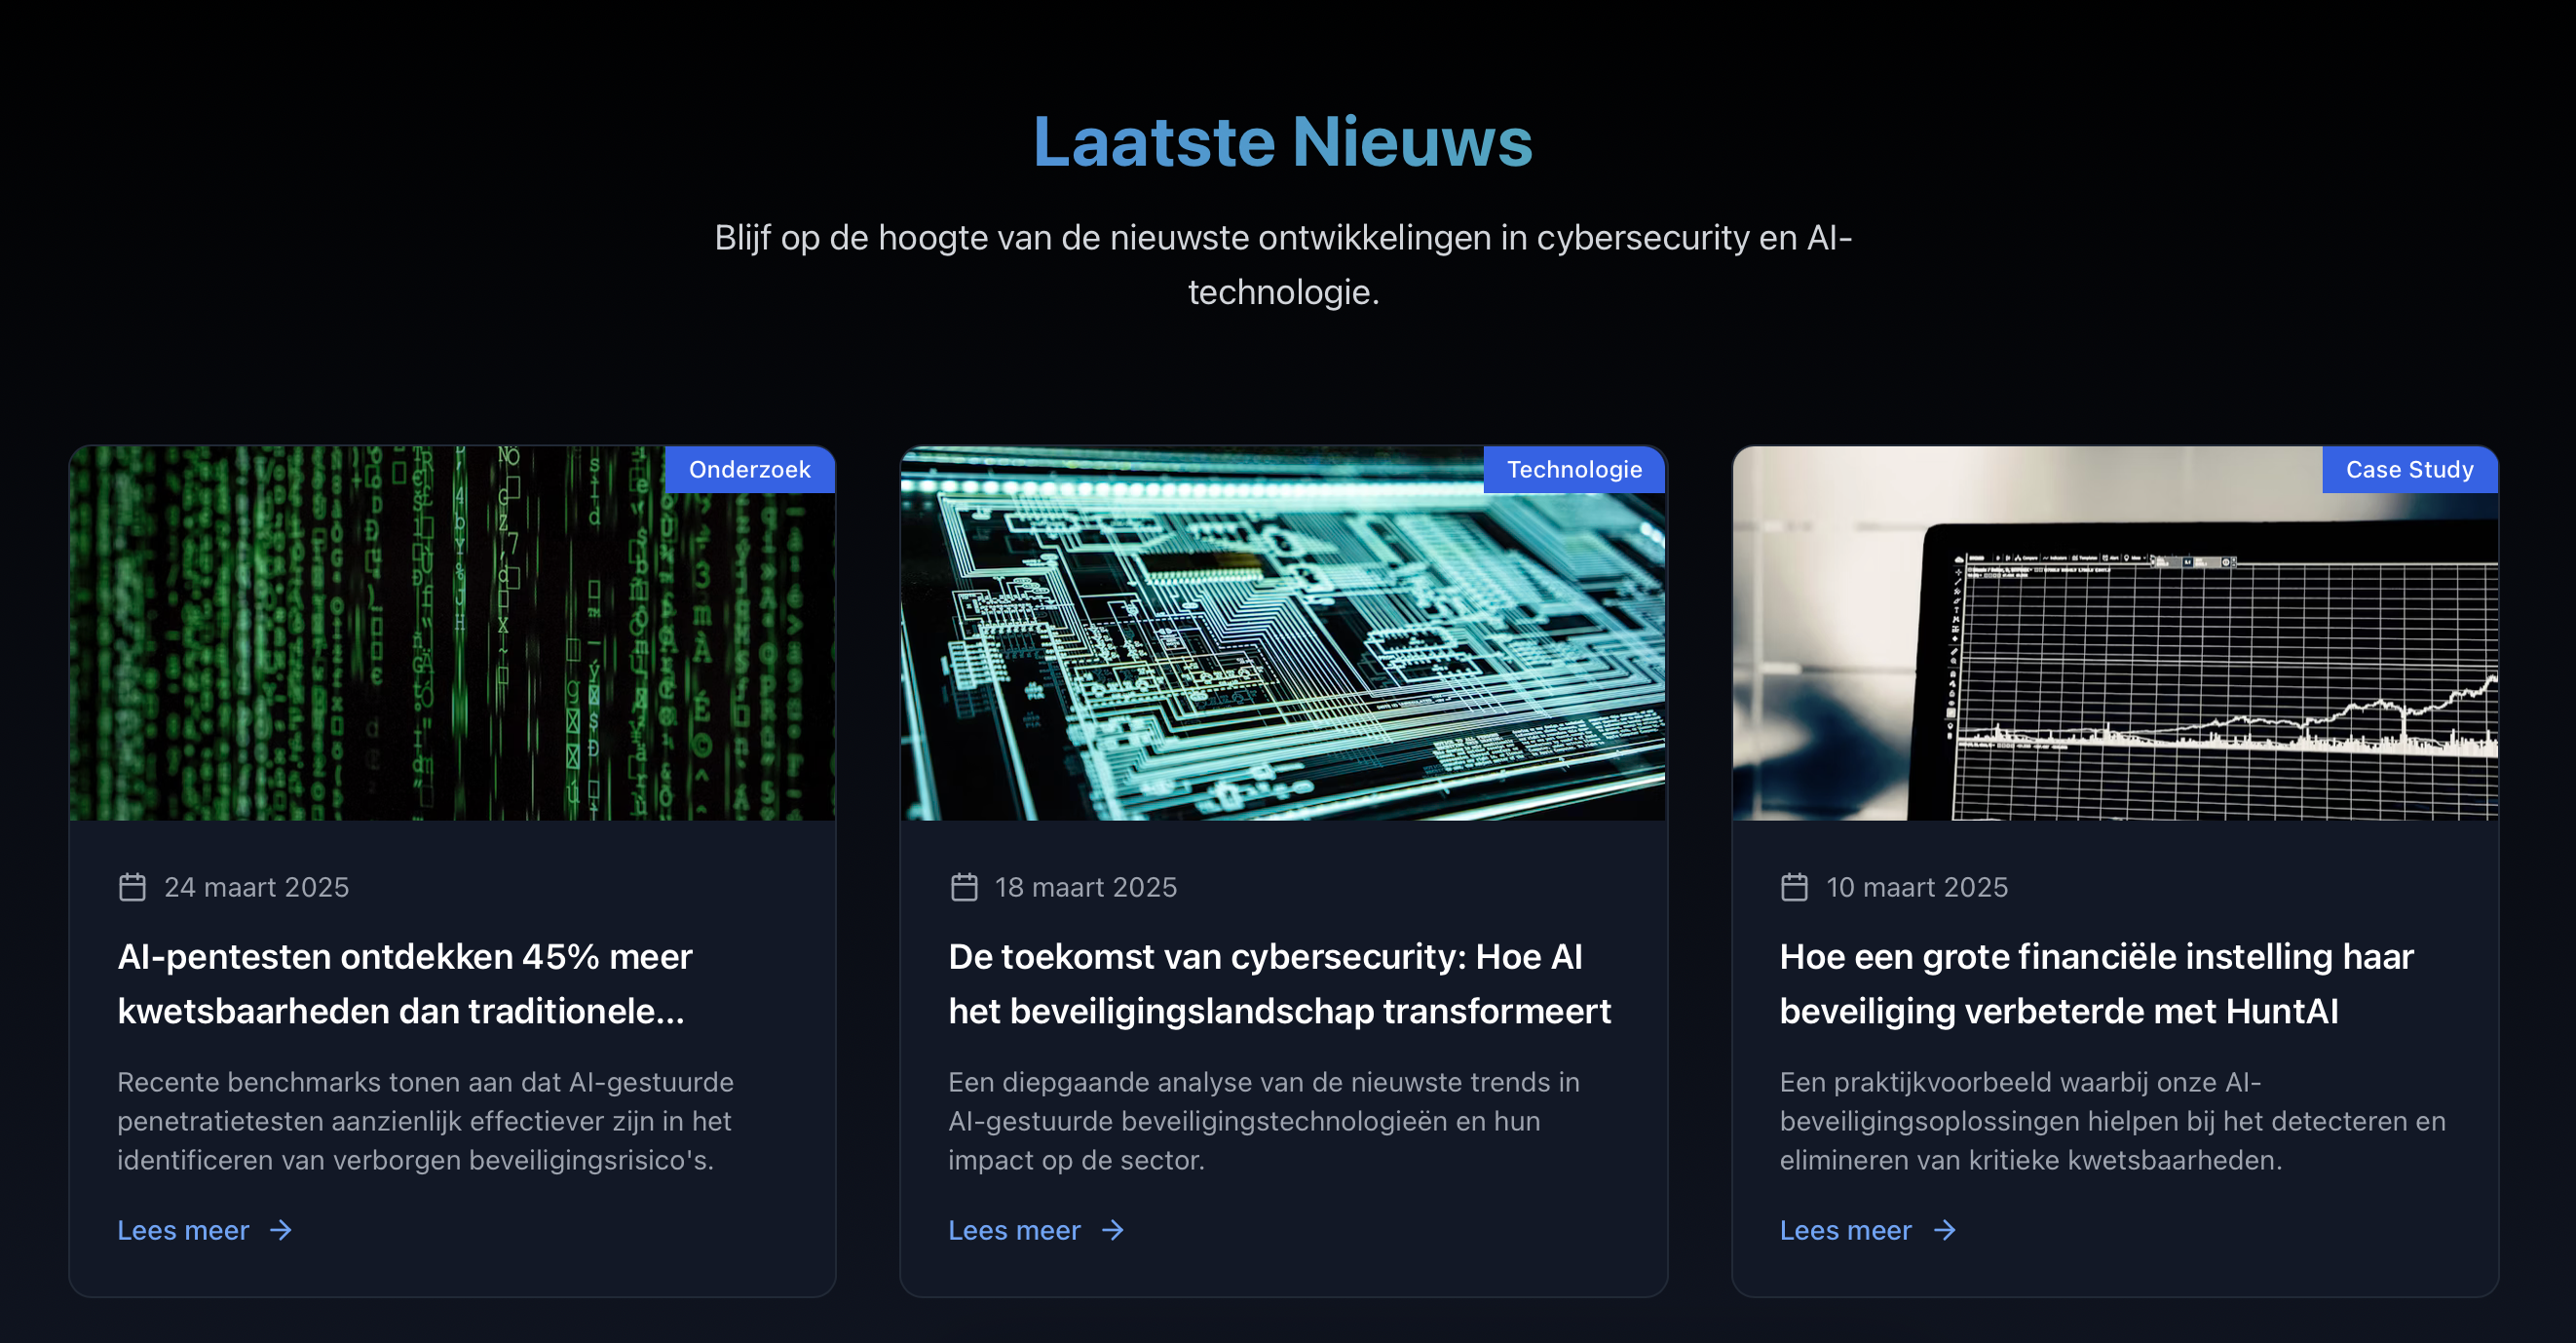 Laatste Nieuws
Blijf op de hoogte van de nieuwste ontwikkelingen in cybersecurity en AI-
technologie.
Onderzoek
24 maart 2025
AI-pentesten ontdekken 45% meer
kwetsbaarheden dan traditionele...
Recente benchmarks tonen aan dat AI-gestuurde
penetratietesten aanzienlijk effectiever zijn in het
identificeren van verborgen beveiligingsrisico's.
Lees meer
Technologie
18 maart 2025
De toekomst van cybersecurity: Hoe AI
het beveiligingslandschap transformeert
Een diepgaande analyse van de nieuwste trends in
AI-gestuurde beveiligingstechnologieën en hun
impact op de sector.
Lees meer
Case Study
10 maart 2025
Hoe een grote financiële instelling haar
beveiliging verbeterde met HuntAI
Een praktijkvoorbeeld waarbij onze AI-
beveiligingsoplossingen hielpen bij het detecteren en
elimineren van kritieke kwetsbaarheden.
Lees meer